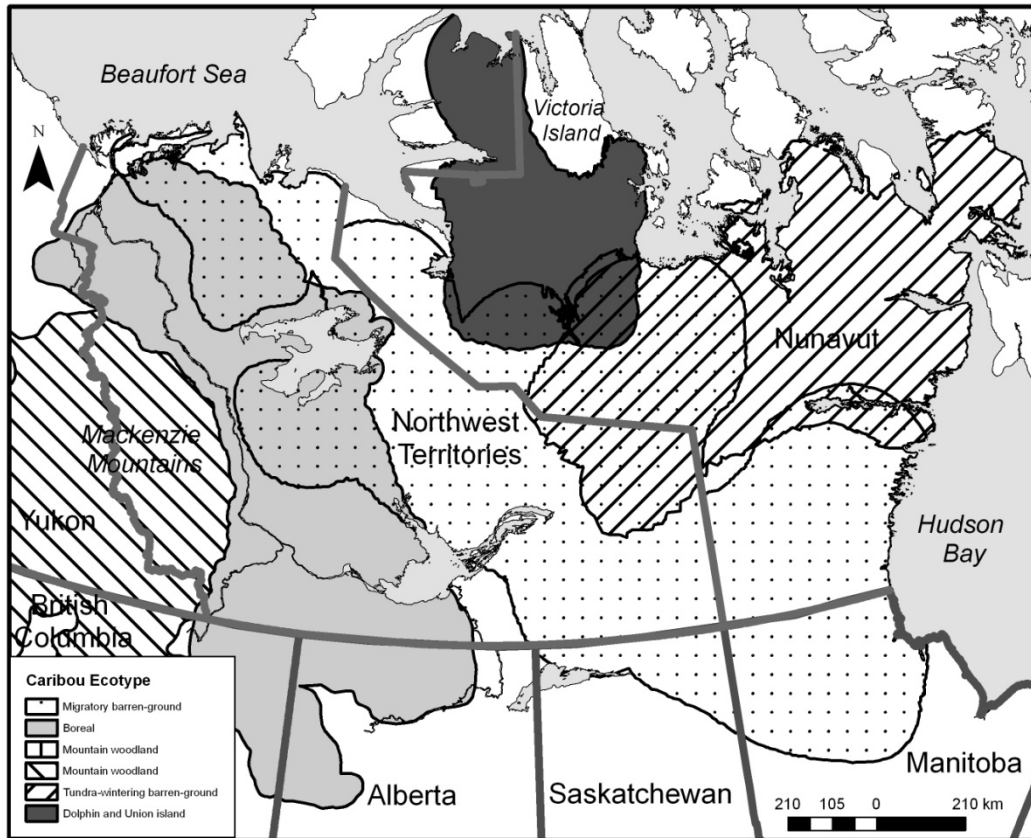 Beaufort Sea
N
Victoria
Island
Nunavut
Northwest
Territories
Mackenzie
Mountains
Yukon
Hudson
Bay
British
Columbia
Caribou Ecotype
Migratory barren-ground
Boreal
Mountain woodland
Mountain woodland
Tundra-wintering barren-ground
Dolphin and Union island
Alberta
Saskatchewan
Manitoba
210 105 0 210 km